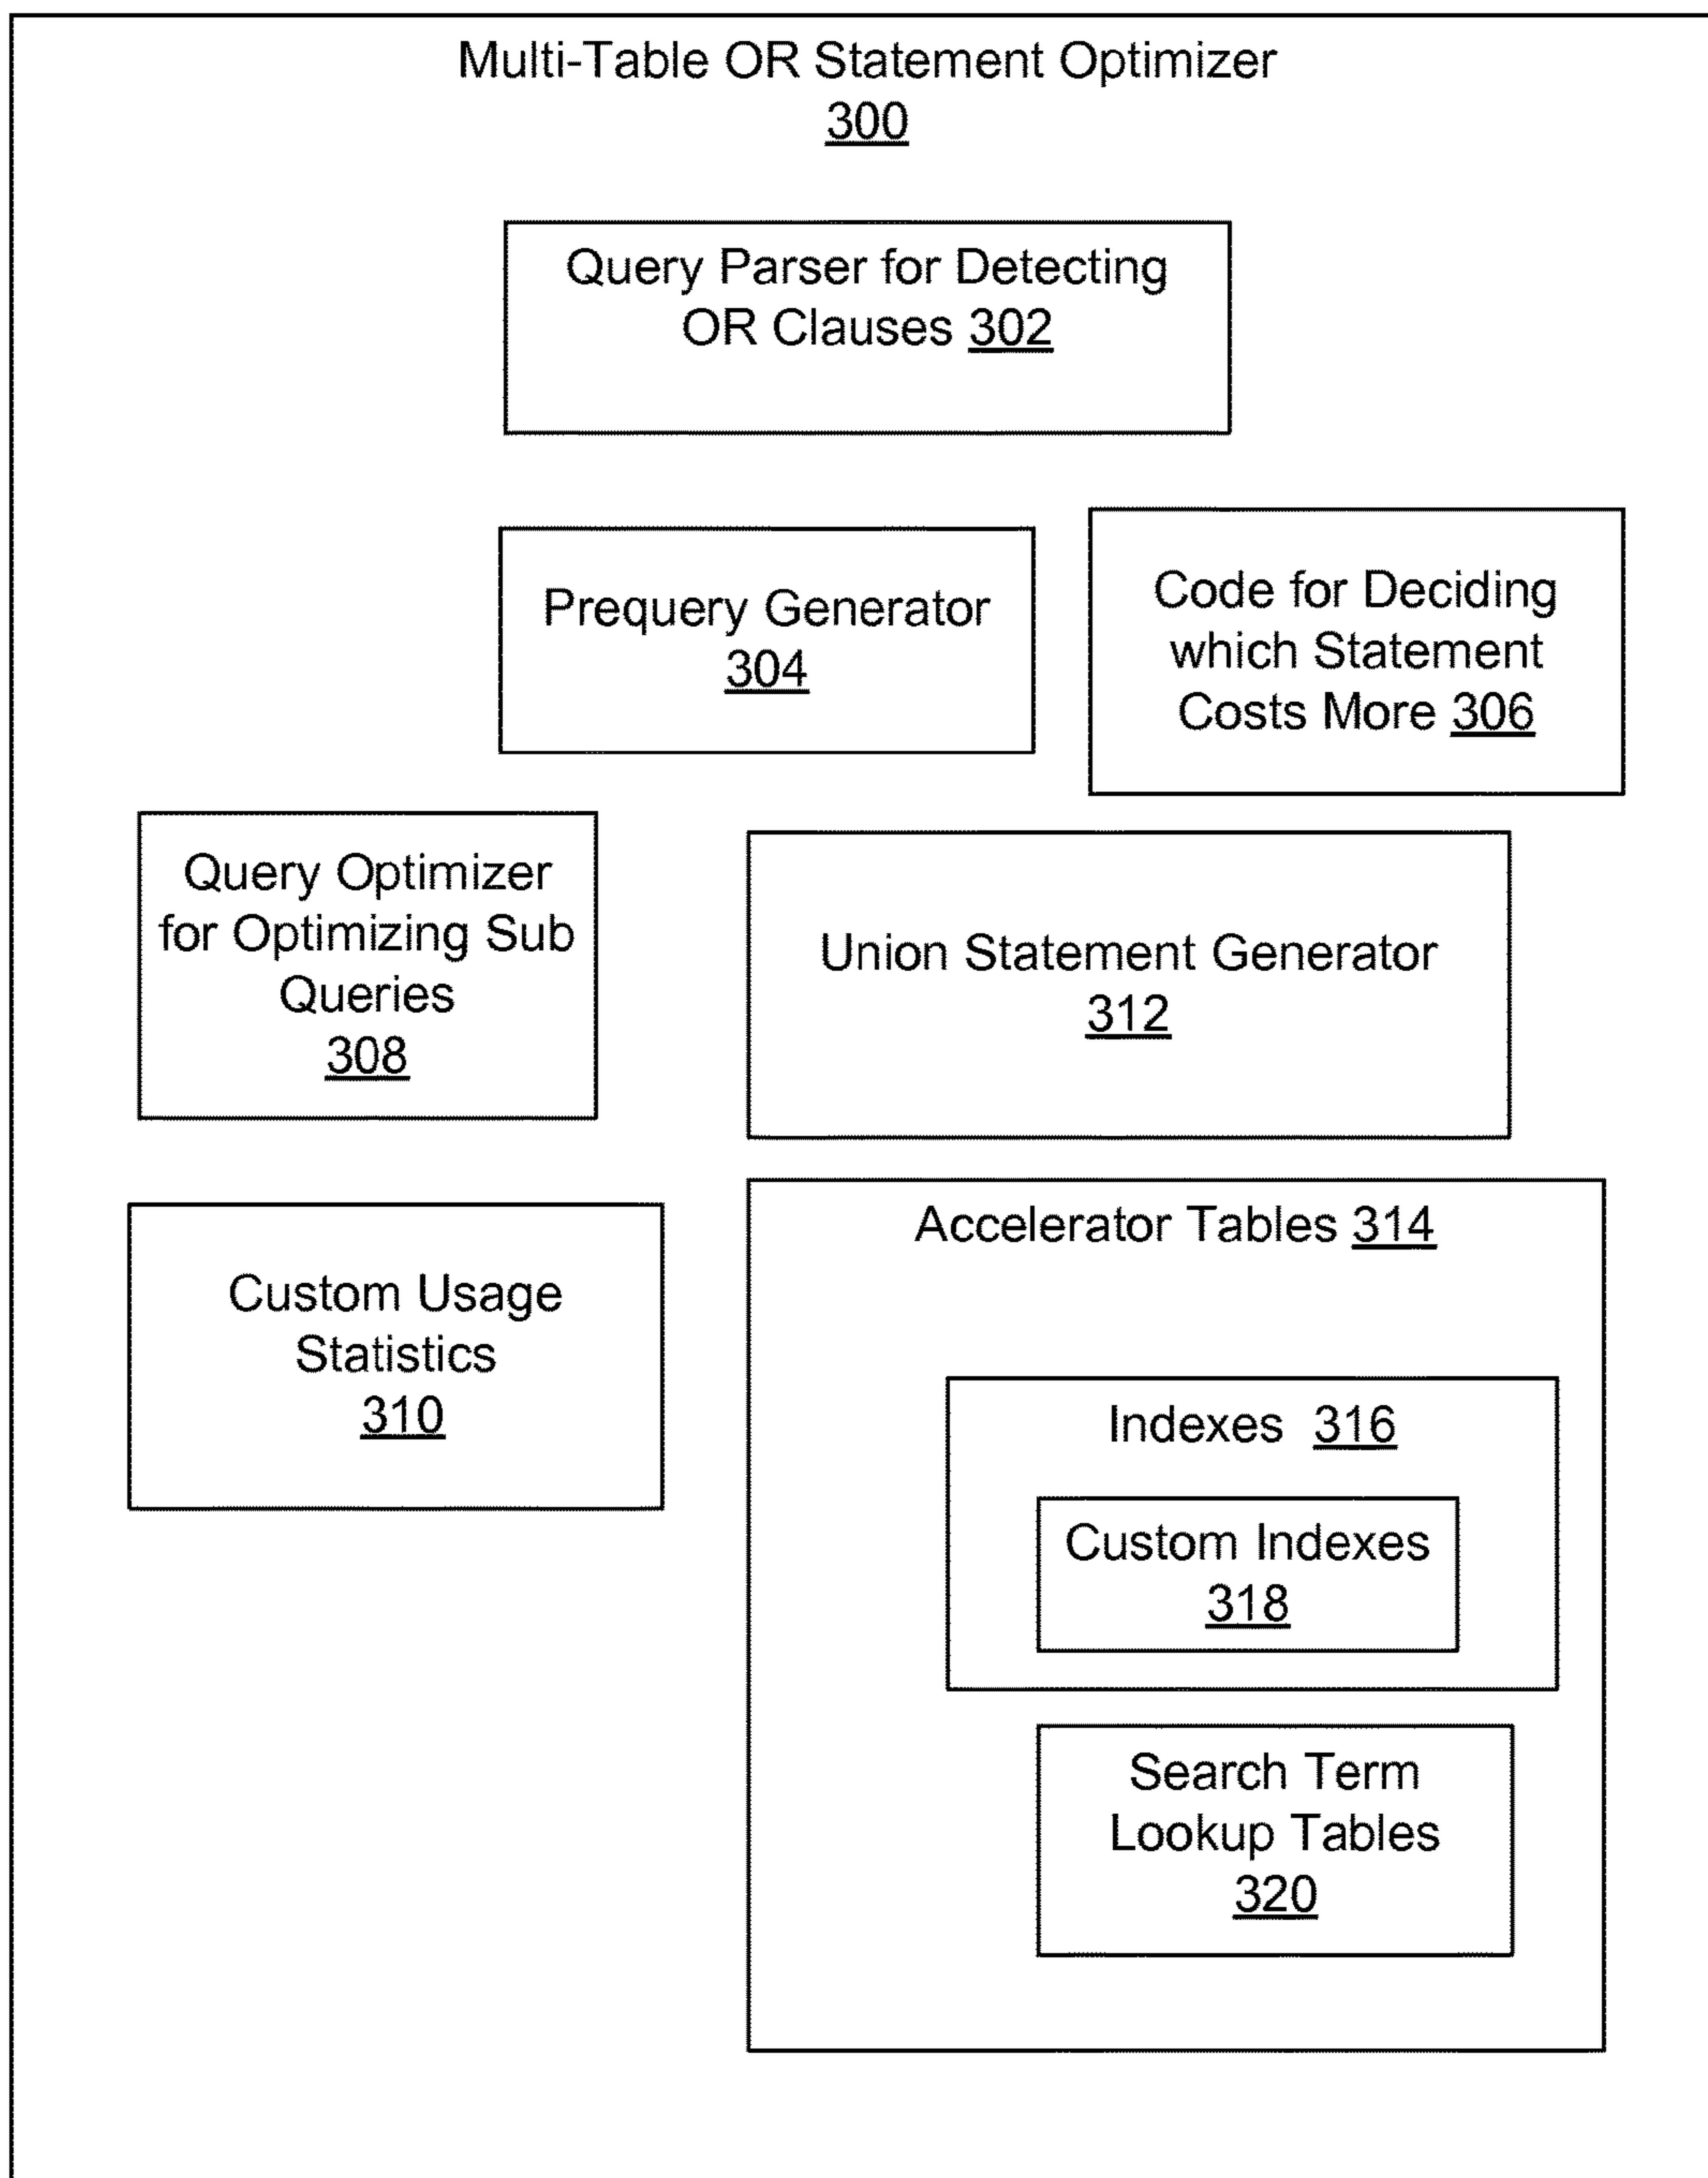 Multi-Table OR Statement Optimizer
300
Query Parser for Detecting
OR Clauses 302
Prequery Generator
304
Code for Deciding
which Statement
Costs More 306
Query Optimizer
for Optimizing Sub
Queries
308
Union Statement Generator
312
Custom Usage
Statistics
310
Accelerator Tables 314
Indexes 316
Custom Indexes
318
Search Term
Lookup Tables
320